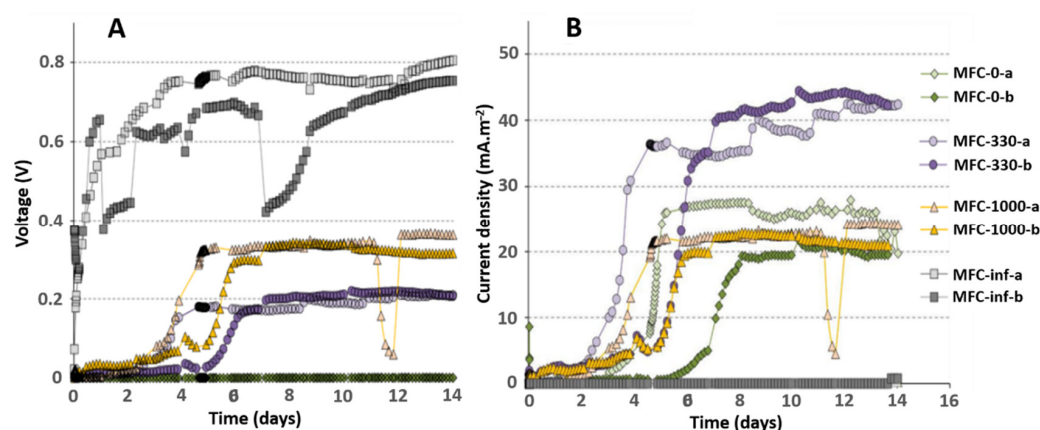 A
B
Voltage (V)
0.8
0.6
0.4
0.2
0
0 2 4 6 8 10 12 14
Time (days)
Current density (mA.m⁻²)
50
40
30
20
10
0
0 2 4 6 8 10 12 14 16
Time (days)
MFC-0-a
MFC-0-b
MFC-330-a
MFC-330-b
MFC-1000-a
MFC-1000-b
MFC-inf-a
MFC-inf-b